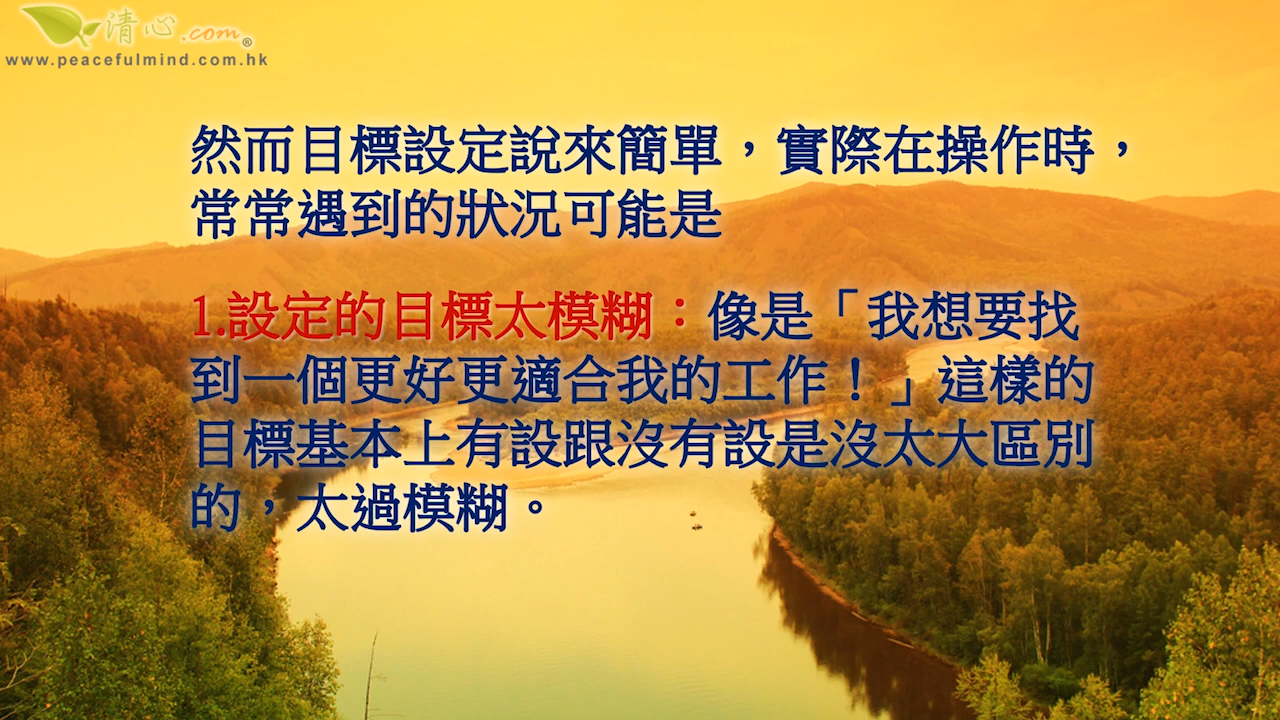 清心.com®
www.peacefulmind.com.hk
然而目標設定說來簡單，實際在操作時，
常常遇到的狀況可能是
1.設定的目標太模糊：像是「我想要找
到一個更好更適合我的工作！」這樣的
目標基本上有設跟沒有設是沒太大區別
的，太過模糊。